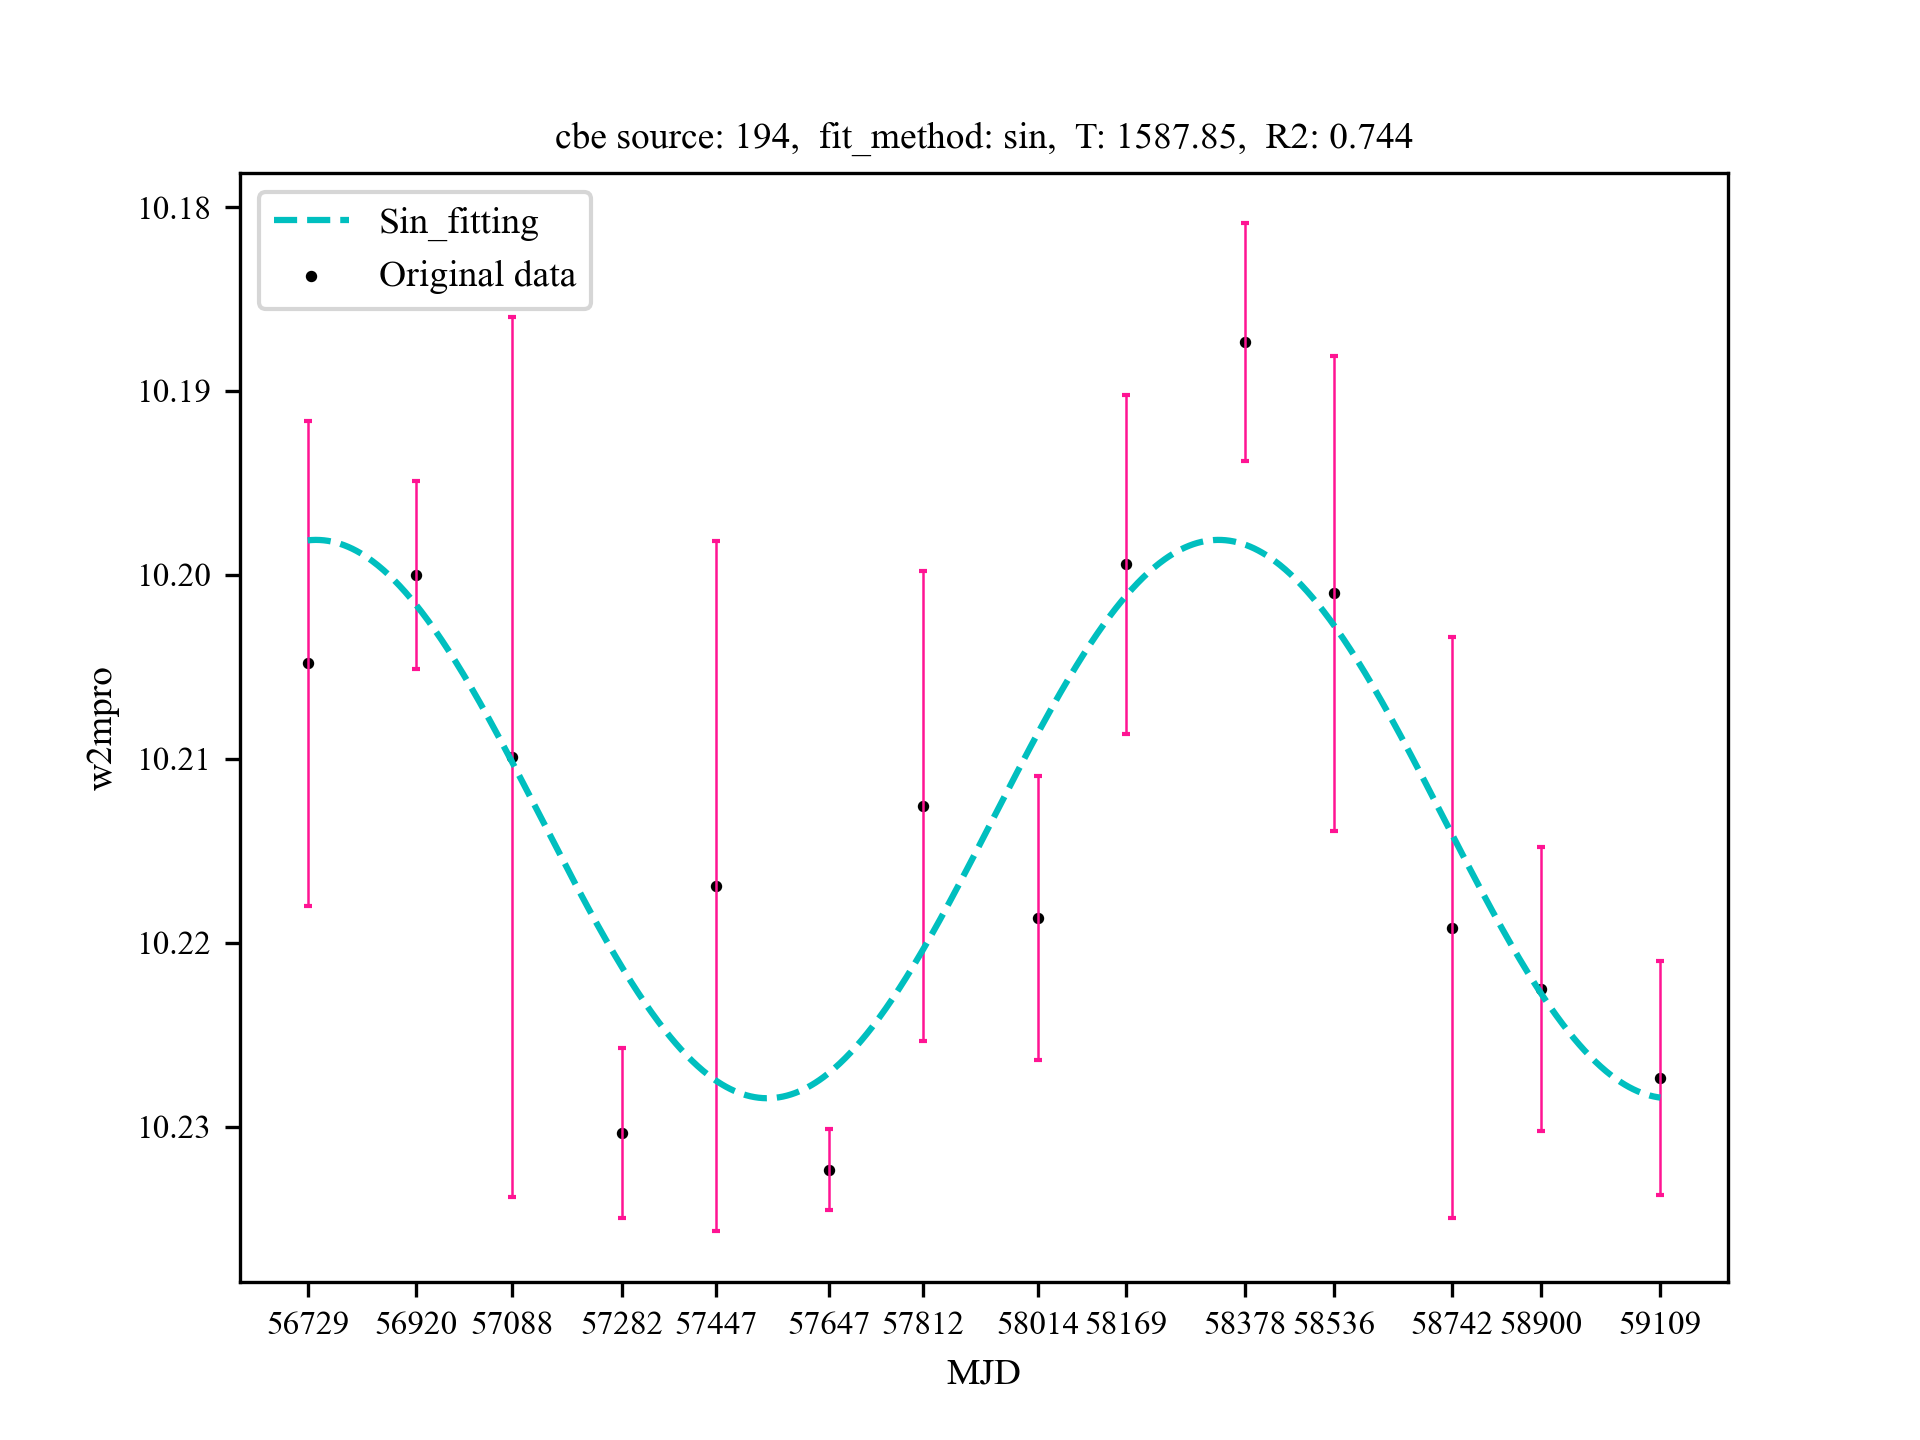 cbe source: 194,  fit_method: sin,  T: 1587.85,  R2: 0.744
Sin_fitting
Original data
10.18
10.19
10.20
10.21
10.22
10.23
w2mpro
56729 56920 57088 57282 57447 57647 57812 58014 58169 58378 58536 58742 58900 59109
MJD